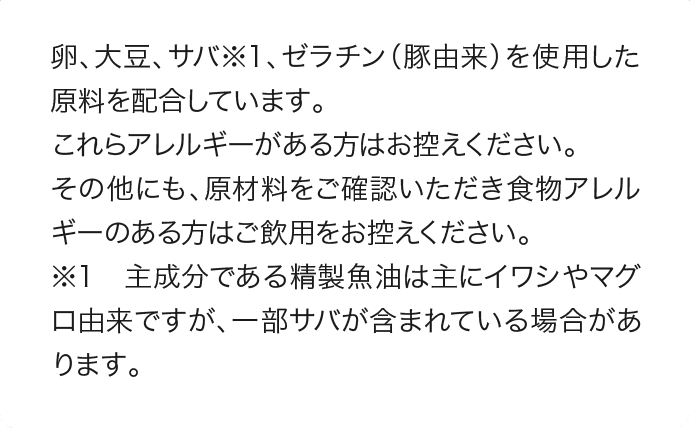 卵、大豆、サバ※1、ゼラチン（豚由来）を使用した
原料を配合しています。
これらアレルギーがある方はお控えください。
その他にも、原材料をご確認いただき食物アレル
ギーのある方はご飲用をお控えください。
※1　主成分である精製魚油は主にイワシやマグ
ロ由来ですが、一部サバが含まれている場合があ
ります。